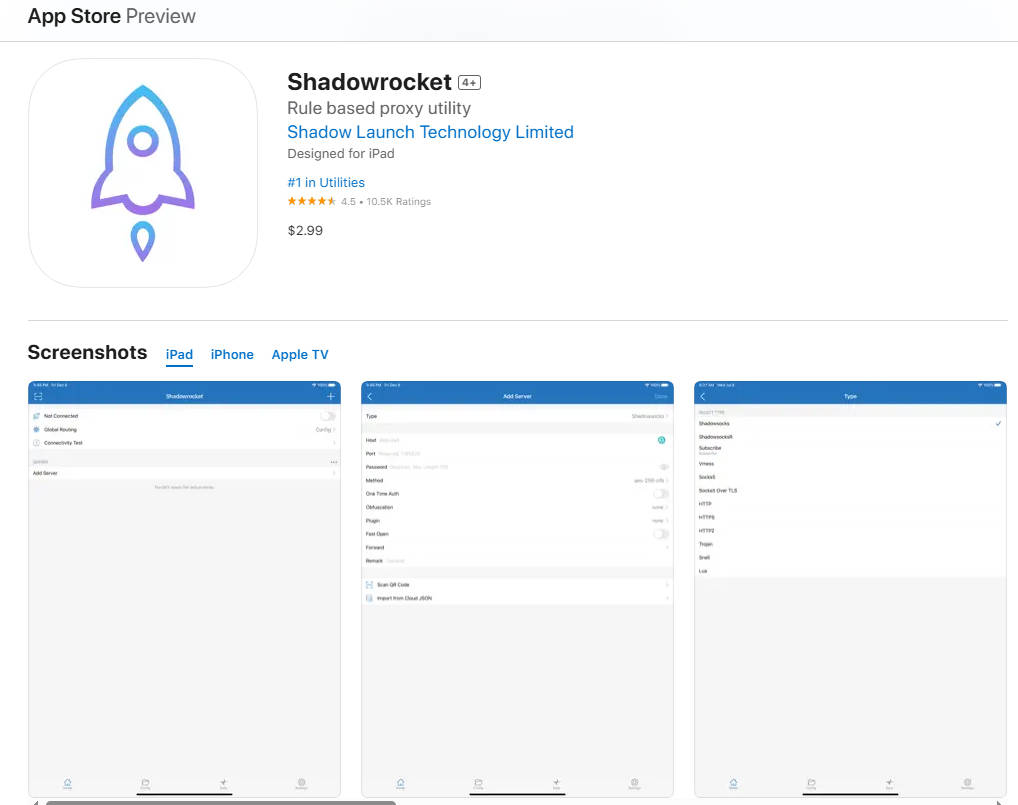 App Store Preview
Shadowrocket 4+
Rule based proxy utility
Shadow Launch Technology Limited
Designed for iPad
#1 in Utilities
4.5 • 10.5K Ratings
$2.99
Screenshots iPad iPhone Apple TV
Shadowrocket
Not Connected
Global Routing Config
Connectivity Test
Add Server
Add Server
Type Shadowsocks
Host
Port
Password
Method
One Time Auth
Obfuscation none
Plugin none
Fast Open
Forward
Remark
Scan QR Code
Import from Cloud JSON
Type
Shadowsocks
ShadowsocksR
Subscribe
Vmess
Socks5
Socks5 Over TLS
HTTP
HTTPS
HTTP2
Trojan
Snell
Lua